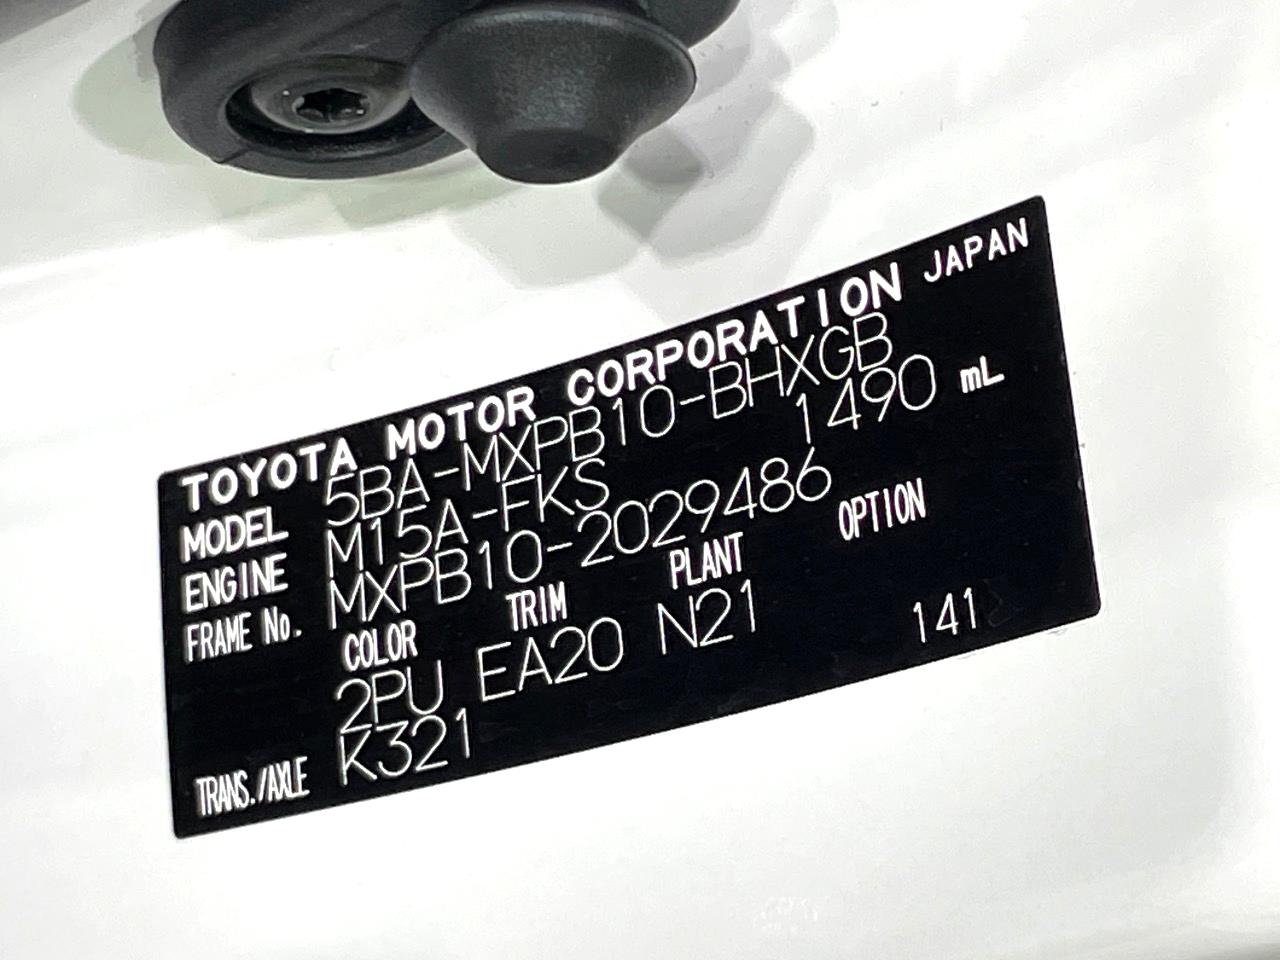 TOYOTA MOTOR CORPORATION JAPAN
MODEL 5BA-MXPB10-BHXGB
ENGINE M15A-FKS 1490 mL
FRAME No. MXPB10-2029486
COLOR TRIM PLANT OPTION
2PU EA20 N21 141
TRANS./AXLE K321